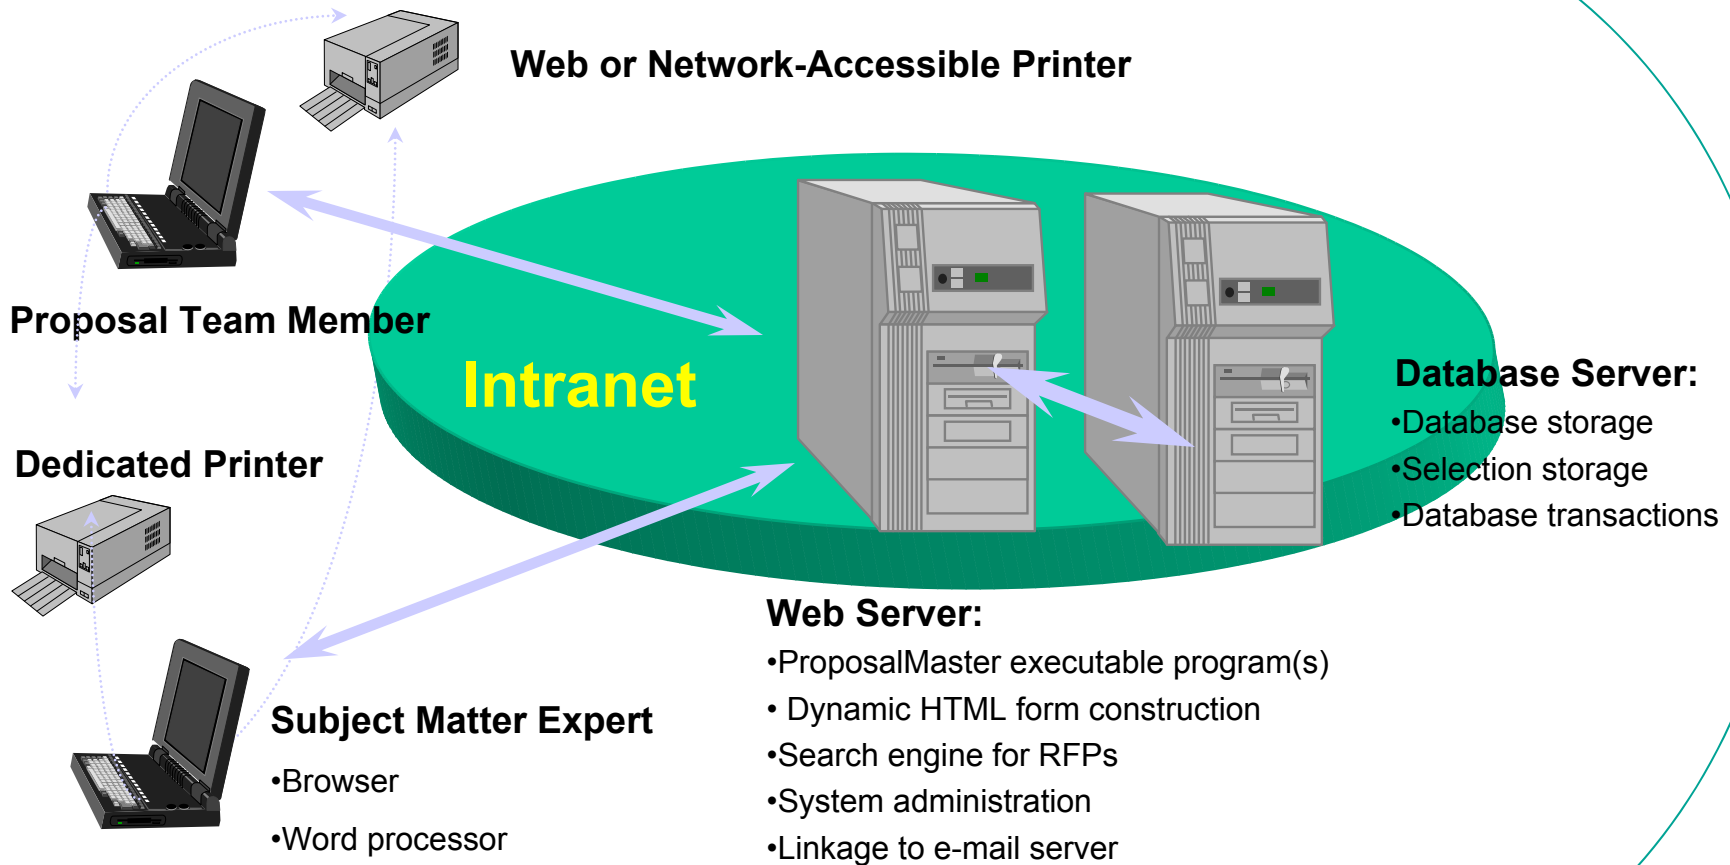 Web or Network-Accessible Printer
Proposal Team Member
Intranet
Dedicated Printer
Database Server:
•Database storage
•Selection storage
•Database transactions
Web Server:
•ProposalMaster executable program(s)
• Dynamic HTML form construction
•Search engine for RFPs
•System administration
•Linkage to e-mail server
Subject Matter Expert
•Browser
•Word processor